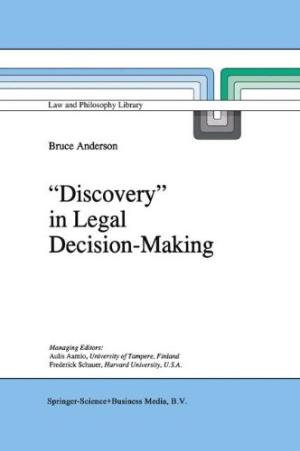 Law and Philosophy Library
Bruce Anderson
“Discovery”
in Legal
Decision-Making
Managing Editors:
Aulis Aarnio, University of Tampere, Finland
Frederick Schauer, Harvard University, U.S.A.
Springer-Science+Business Media, B.V.